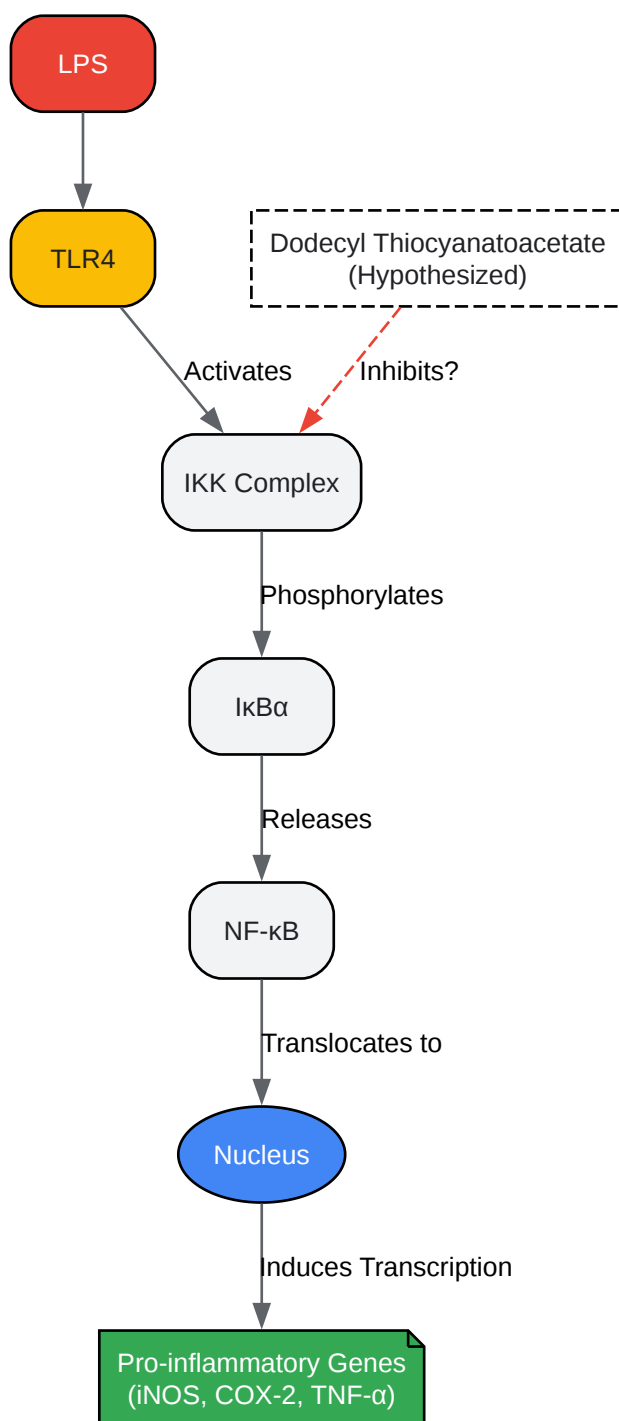 LPS
TLR4
Dodecyl Thiocyanatoacetate
(Hypothesized)
Activates
Inhibits?
IKK Complex
Phosphorylates
IκBα
Releases
NF-κB
Translocates to
Nucleus
Induces Transcription
Pro-inflammatory Genes
(iNOS, COX-2, TNF-α)